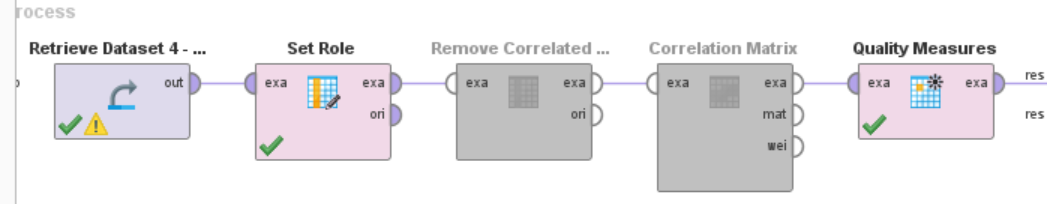 rocess
Retrieve Dataset 4 - ...
Set Role
Remove Correlated ...
Correlation Matrix
Quality Measures
out
exa
exa
exa
exa
exa
exa
exa
exa
res
ori
ori
mat
res
wei